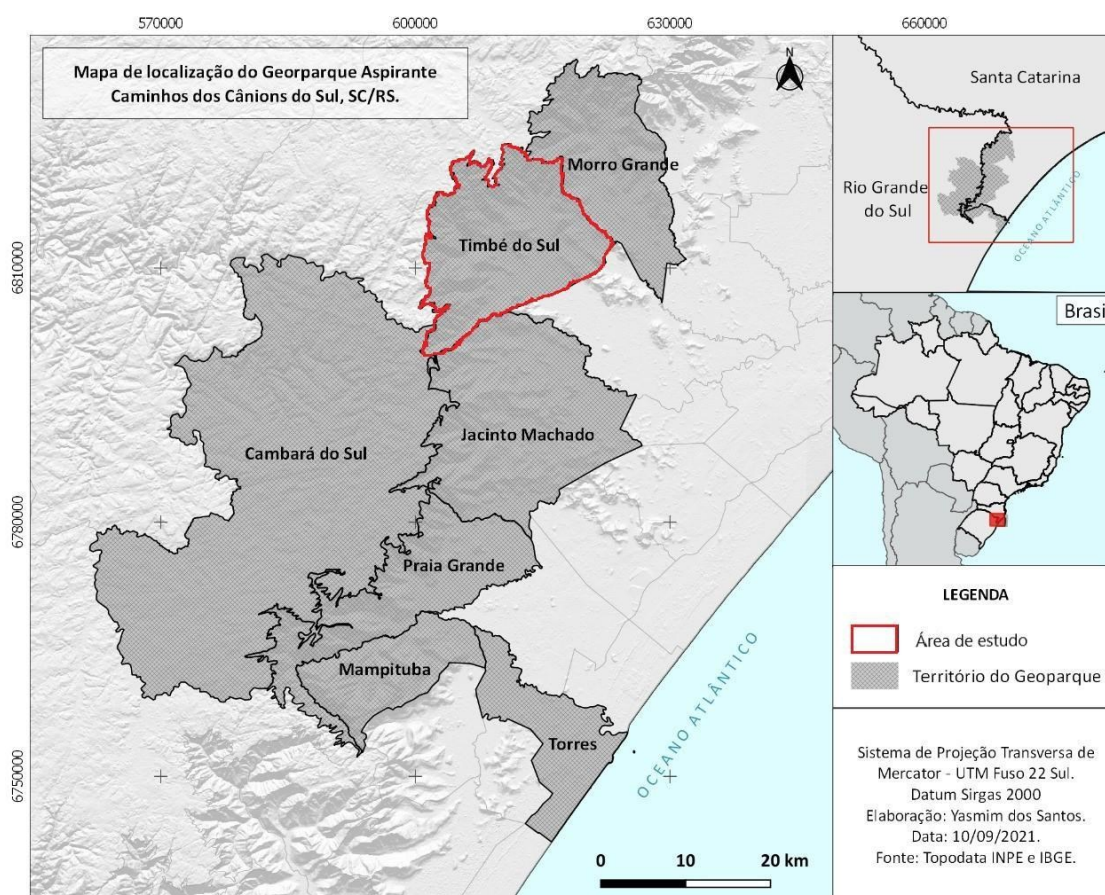 570000
600000
630000
660000
Mapa de localização do Georparque Aspirante
Caminhos dos Cânions do Sul, SC/RS.
N
Morro Grande
Timbé do Sul
6810000
Jacinto Machado
Cambará do Sul
6780000
Praia Grande
Mampituba
Torres
6750000
OCEANO ATLÂNTICO
0 10 20 km
Santa Catarina
Rio Grande
do Sul
OCEANO ATLÂNTICO
Brasi
LEGENDA
Área de estudo
Território do Geoparque
Sistema de Projeção Transversa de
Mercator - UTM Fuso 22 Sul.
Datum Sirgas 2000
Elaboração: Yasmim dos Santos.
Data: 10/09/2021.
Fonte: Topodata INPE e IBGE.